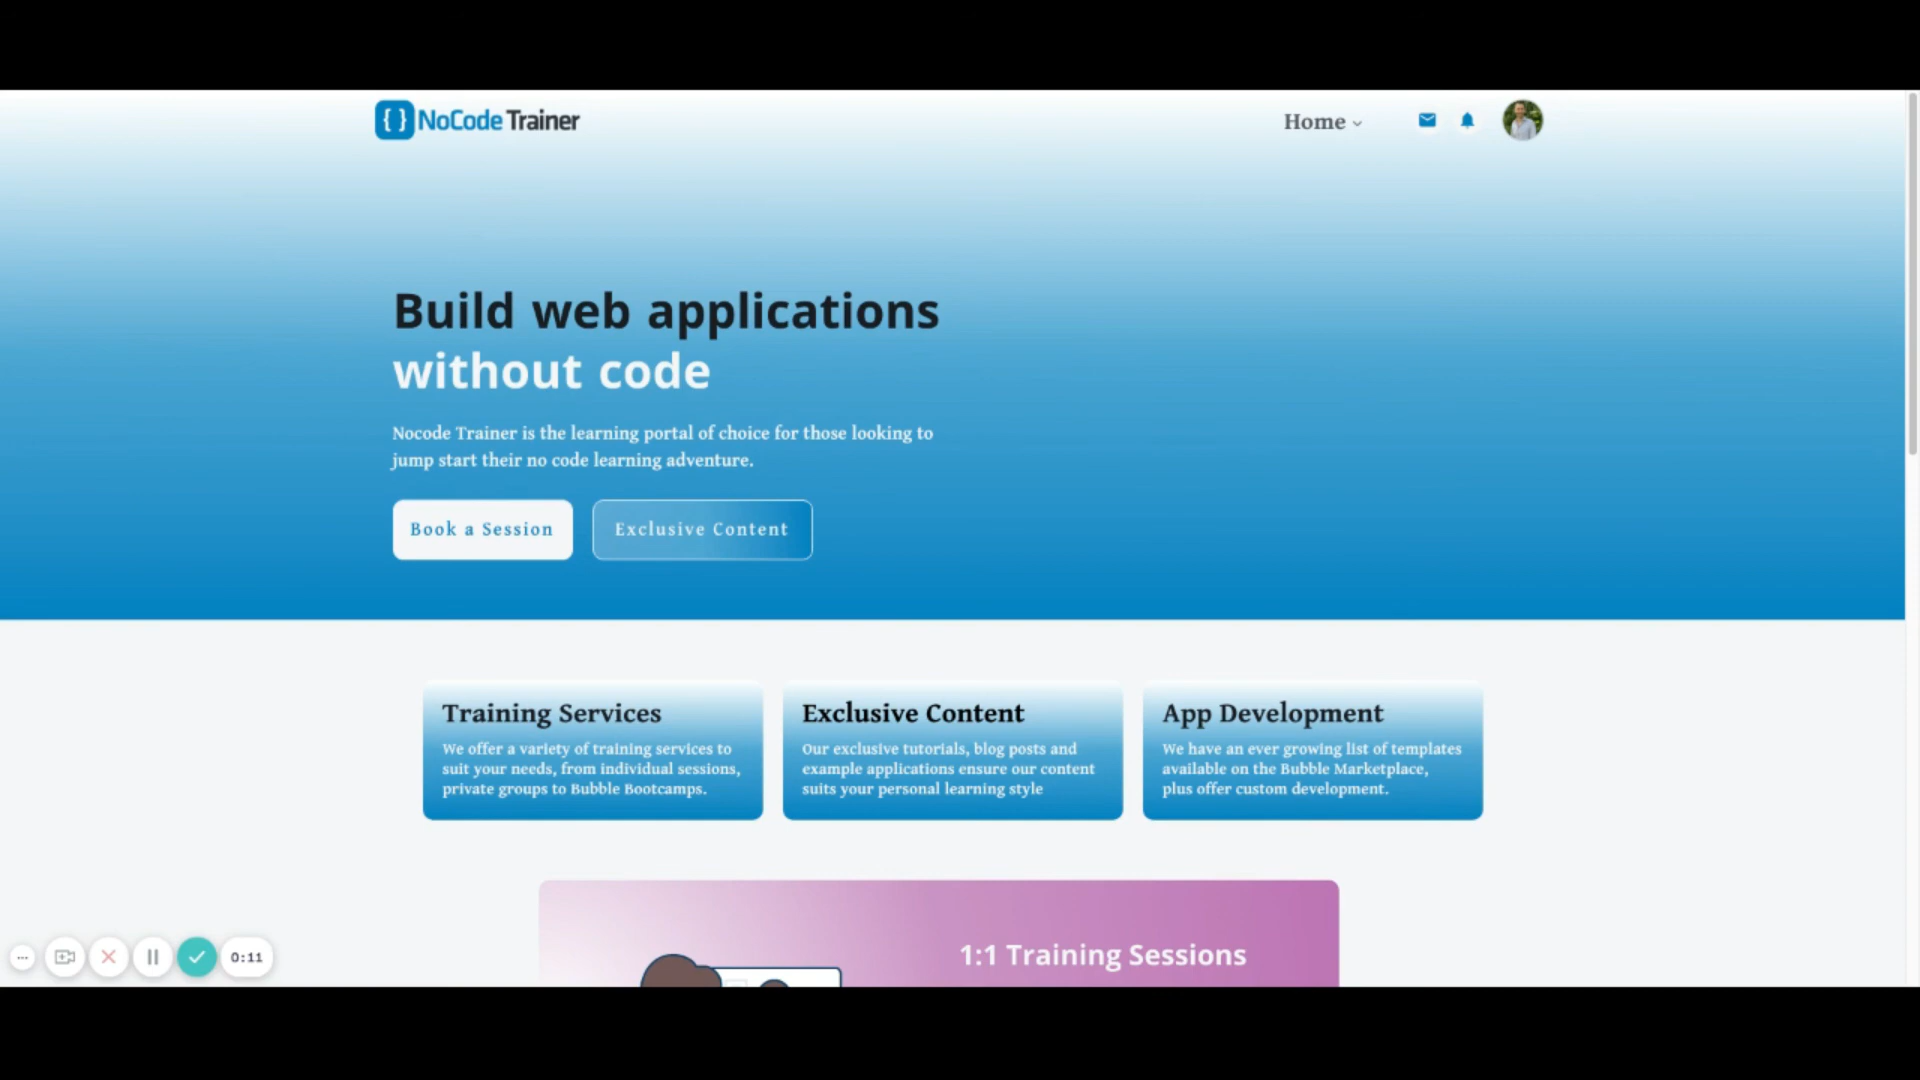 { } NoCode Trainer
Home
Build web applications
without code
Nocode Trainer is the learning portal of choice for those looking to
jump start their no code learning adventure.
Book a Session
Exclusive Content
Training Services
We offer a variety of training services to
suit your needs, from individual sessions,
private groups to Bubble Bootcamps.
Exclusive Content
Our exclusive tutorials, blog posts and
example applications ensure our content
suits your personal learning style
App Development
We have an ever growing list of templates
available on the Bubble Marketplace,
plus offer custom development.
1:1 Training Sessions
0:11